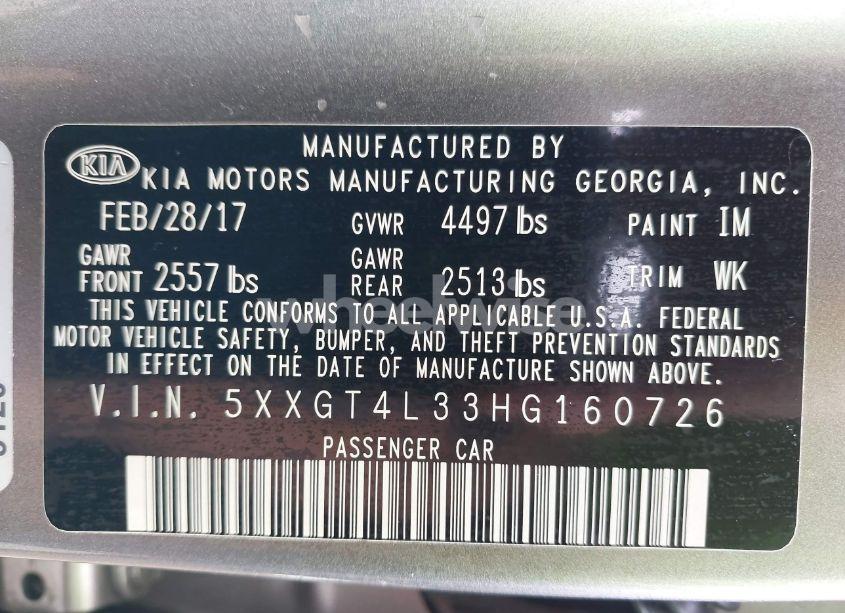 MANUFACTURED BY
KIA KIA MOTORS MANUFACTURING GEORGIA, INC.
FEB/28/17 GVWR 4497 lbs PAINT IM
GAWR FRONT 2557 lbs GAWR REAR 2513 lbs TRIM WK
THIS VEHICLE CONFORMS TO ALL APPLICABLE U.S.A. FEDERAL
MOTOR VEHICLE SAFETY, BUMPER, AND THEFT PREVENTION STANDARDS
IN EFFECT ON THE DATE OF MANUFACTURE SHOWN ABOVE.
V.I.N. 5XXGT4L33HG160726
PASSENGER CAR